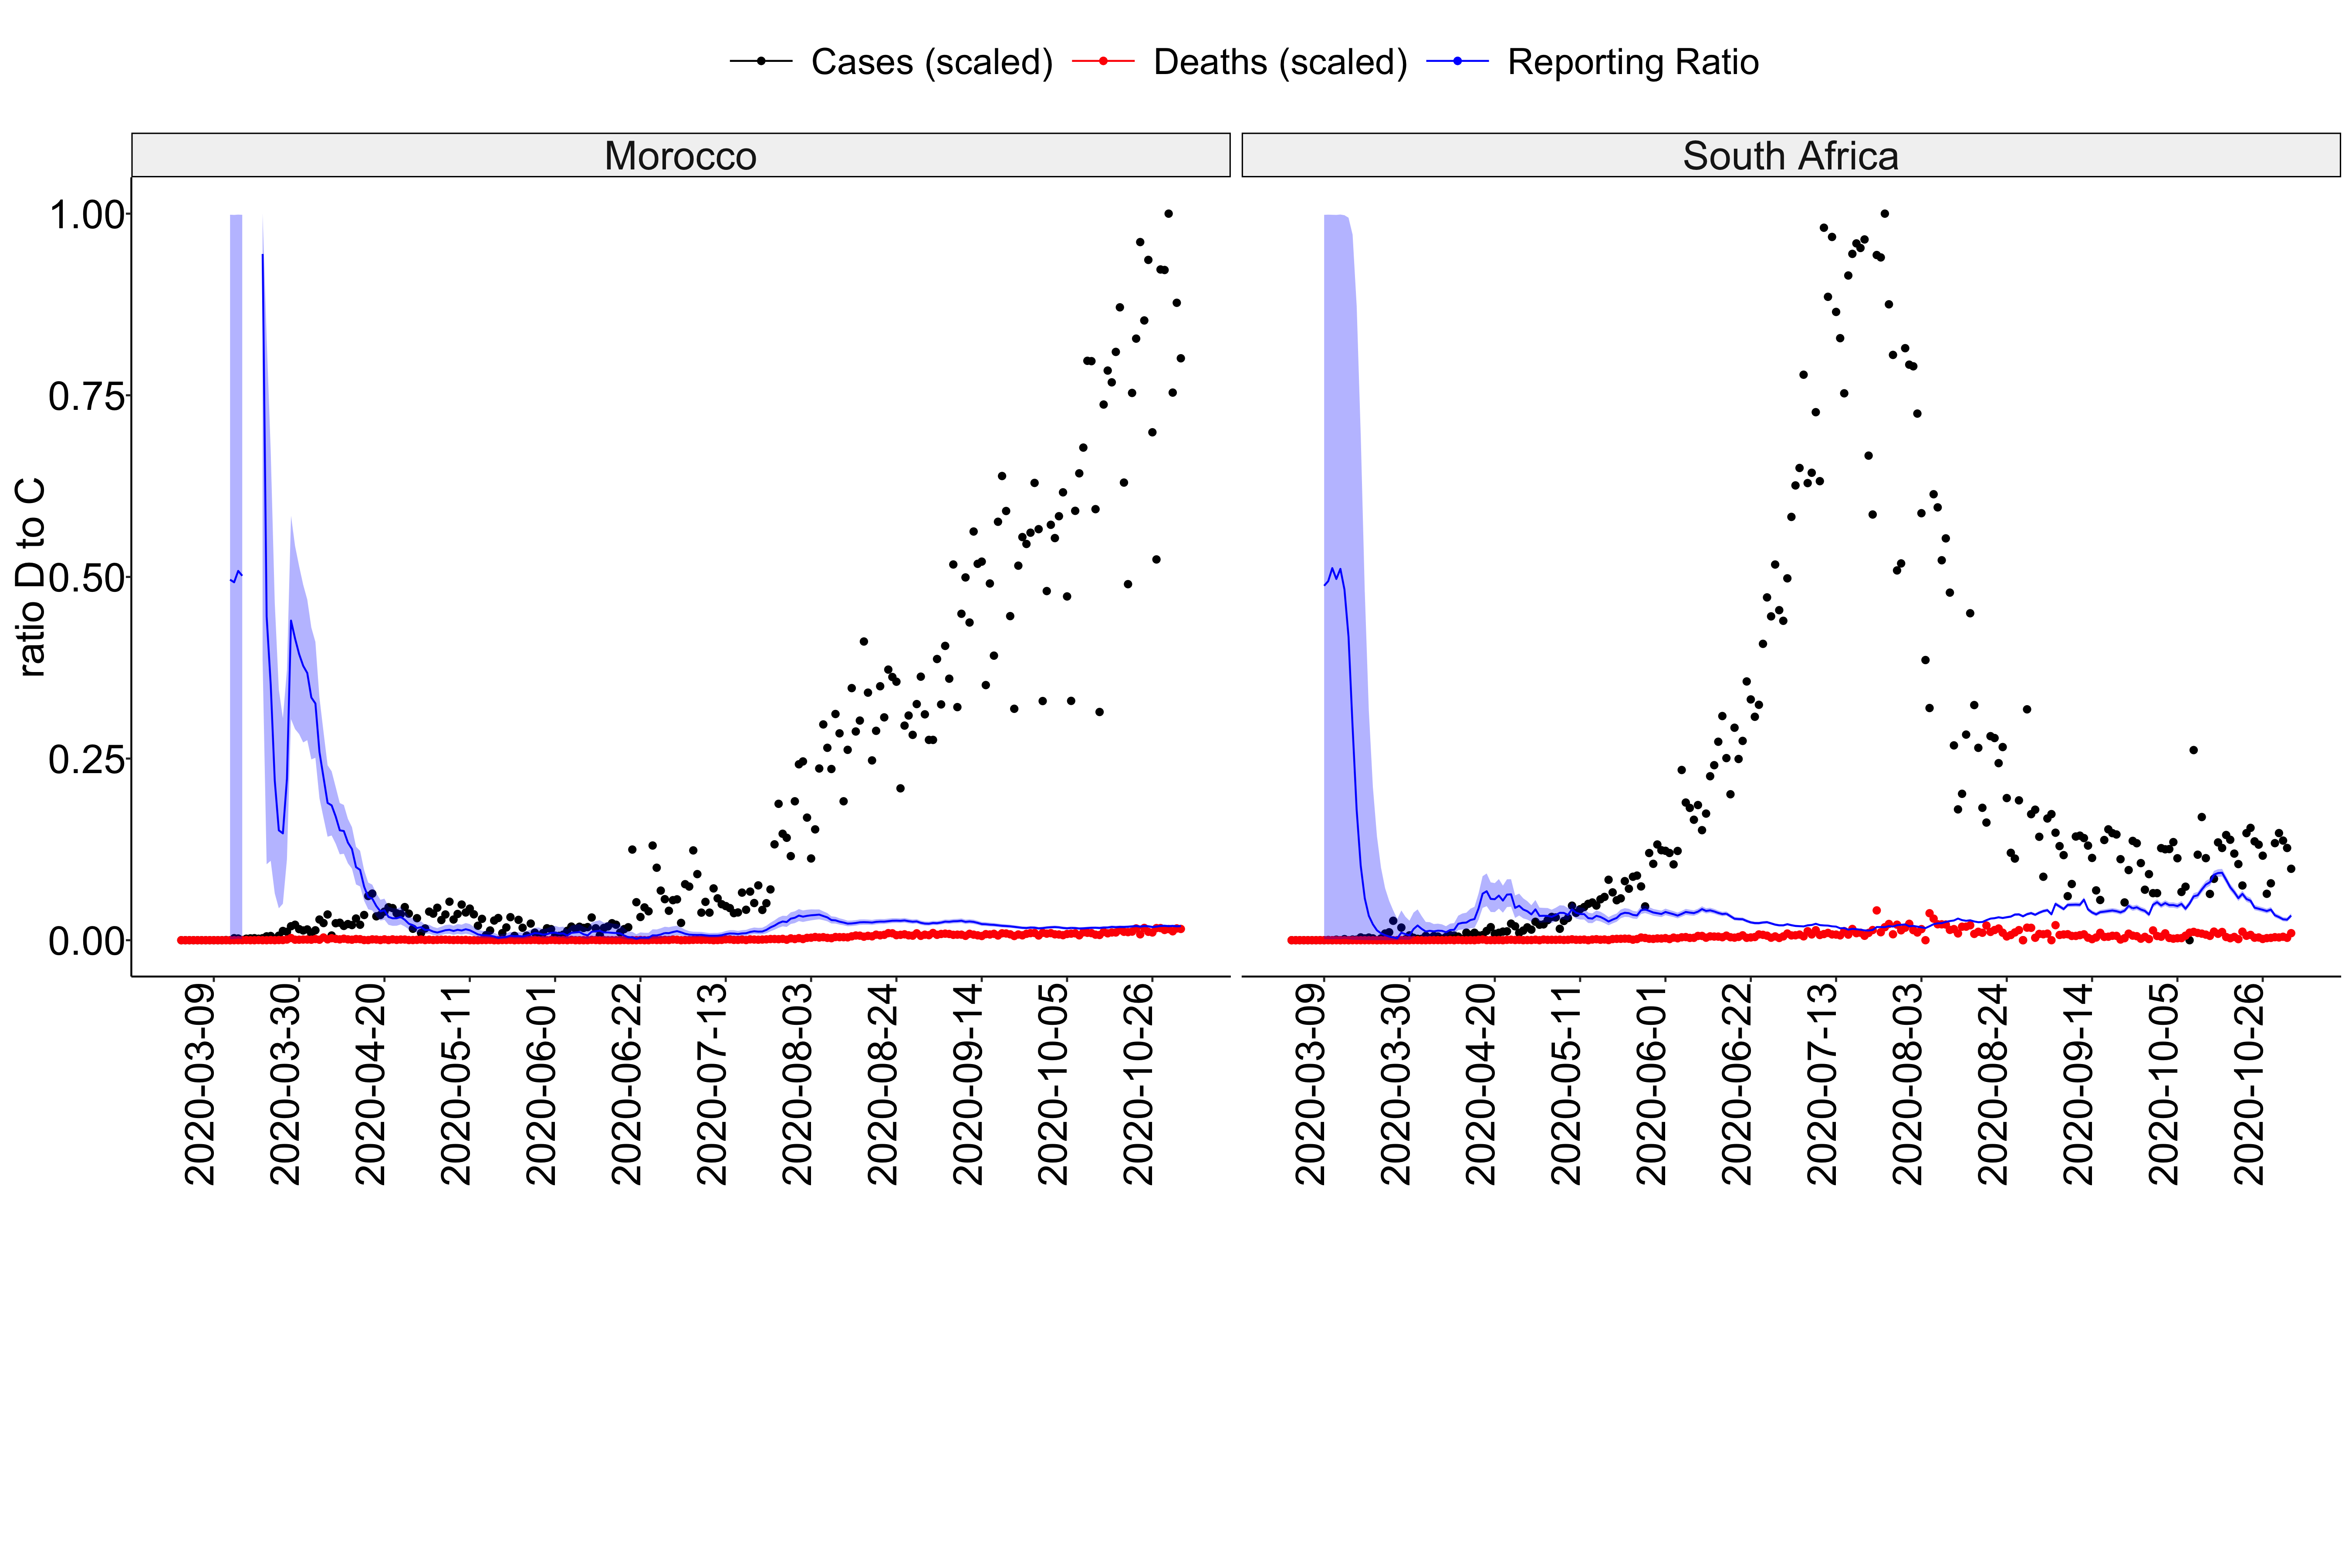 Cases (scaled) Deaths (scaled) Reporting Ratio
Morocco South Africa
ratio D to C
1.00
0.75
0.50
0.25
0.00
2020-03-09 2020-03-30 2020-04-20 2020-05-11 2020-06-01 2020-06-22 2020-07-13 2020-08-03 2020-08-24 2020-09-14 2020-10-05 2020-10-26 2020-03-09 2020-03-30 2020-04-20 2020-05-11 2020-06-01 2020-06-22 2020-07-13 2020-08-03 2020-08-24 2020-09-14 2020-10-05 2020-10-26